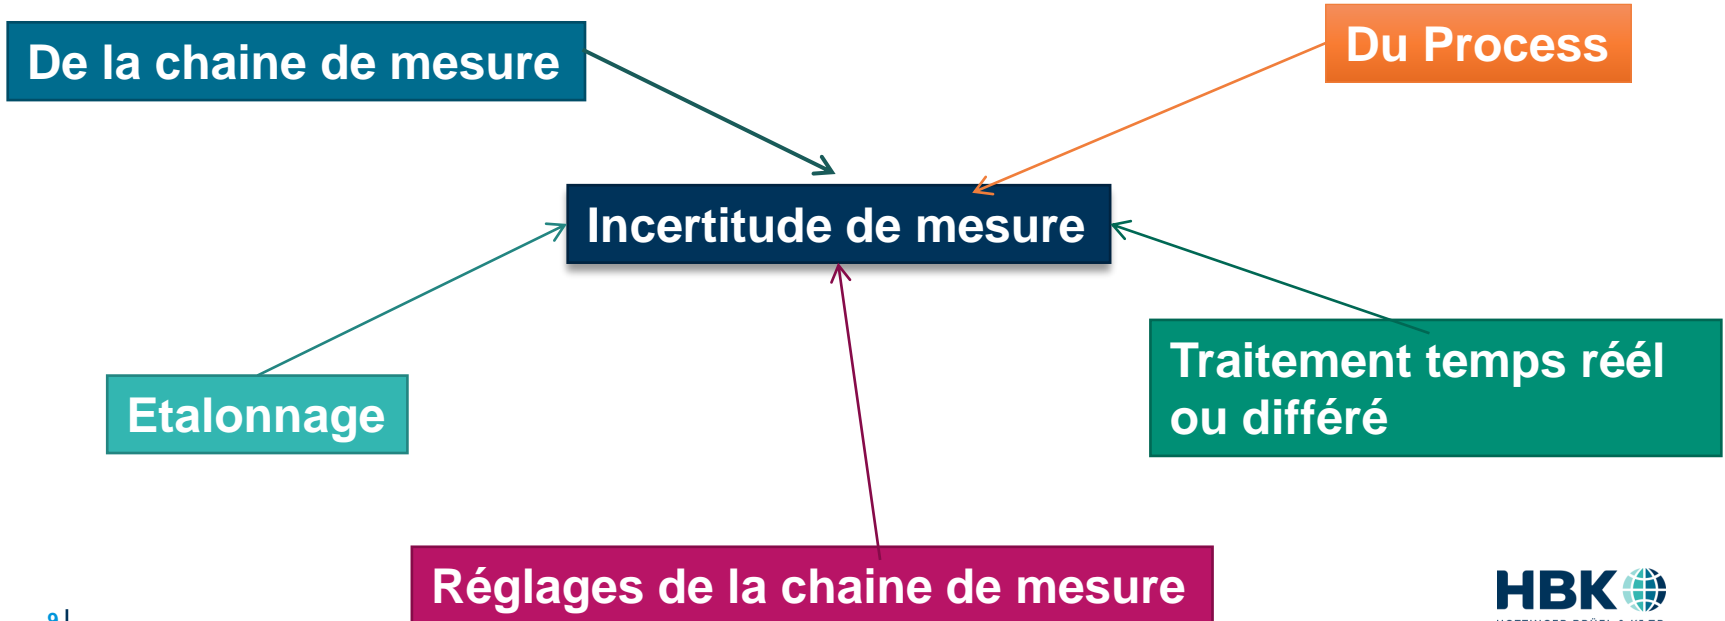 De la chaine de mesure
Du Process
Incertitude de mesure
Traitement temps réél
ou différé
Etalonnage
Réglages de la chaine de mesure
HBK
9 |